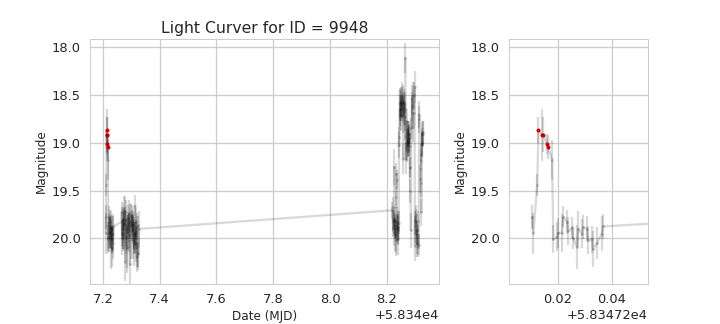 Light Curver for ID = 9948
Magnitude
18.0
18.5
19.0
19.5
20.0
7.2 7.4 7.6 7.8 8.0 8.2
Date (MJD)
+5.834e4
Magnitude
18.0
18.5
19.0
19.5
20.0
0.02 0.04
+5.83472e4